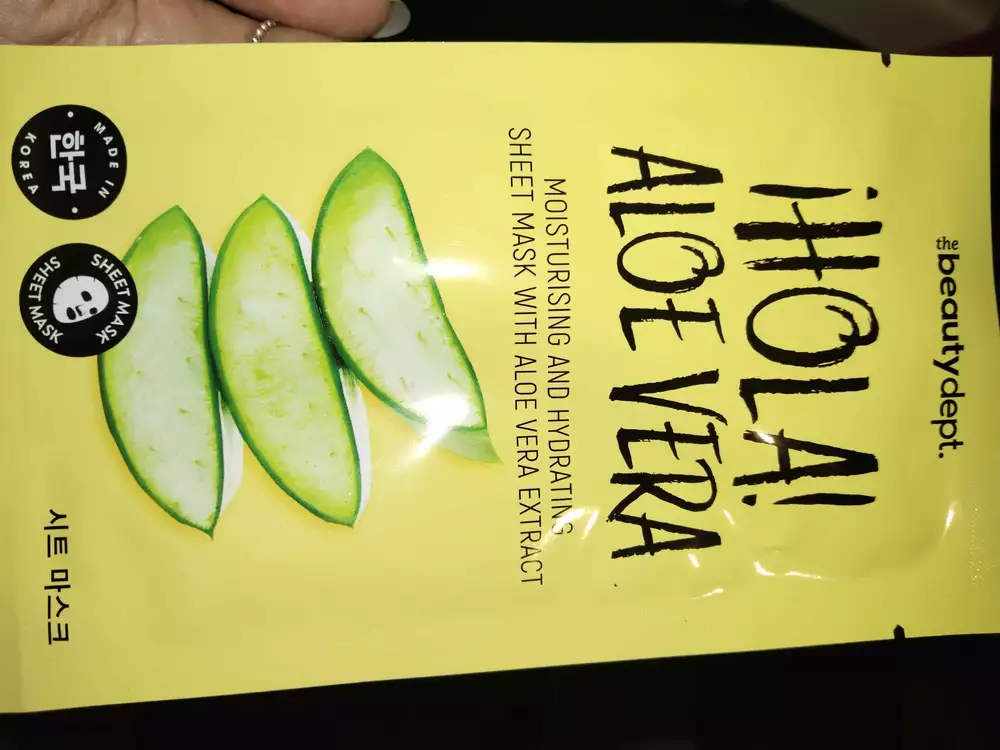 the beautydept.
¡HOLA!
ALOE VERA
MOISTURISING AND HYDRATING
SHEET MASK WITH ALOE VERA EXTRACT
MADE IN
한국
KOREA
SHEET MASK
SHEET MASK
시트 마스크